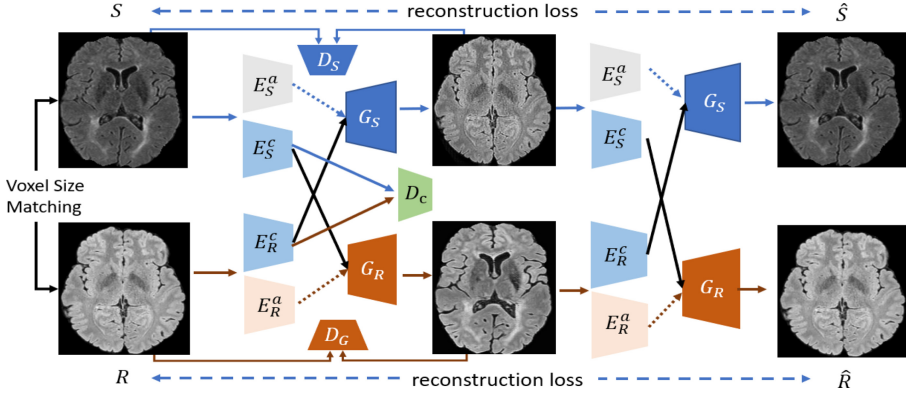 S reconstruction loss Ŝ
D_S
E_S^a E_S^a
G_S G_S
E_S^c E_S^c
Voxel Size
Matching
D_c
E_R^c E_R^c
G_R G_R
E_R^a E_R^a
D_G
R reconstruction loss R̂